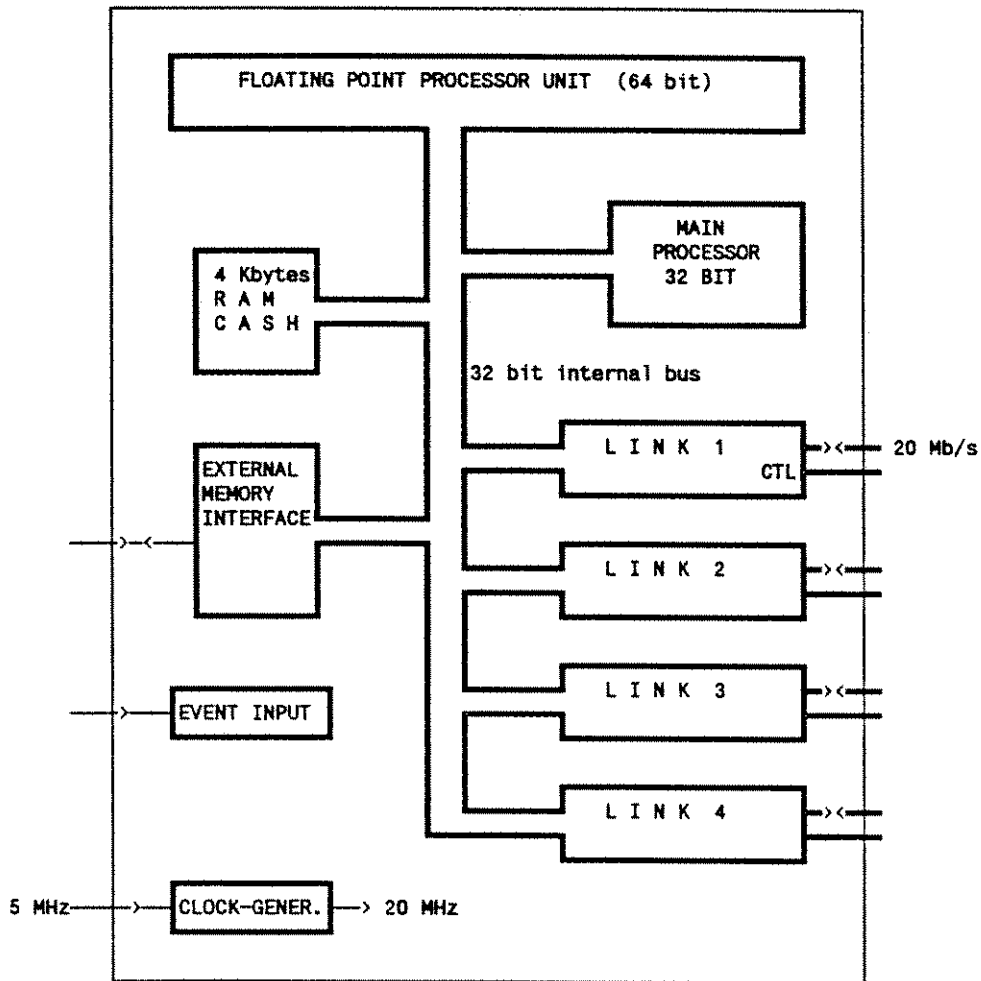 FLOATING POINT PROCESSOR UNIT (64 bit)
MAIN
PROCESSOR
32 BIT
4 Kbytes
R A M
C A S H
32 bit internal bus
L I N K 1
CTL
20 Mb/s
EXTERNAL
MEMORY
INTERFACE
L I N K 2
L I N K 3
EVENT INPUT
L I N K 4
5 MHz
CLOCK-GENER.
20 MHz